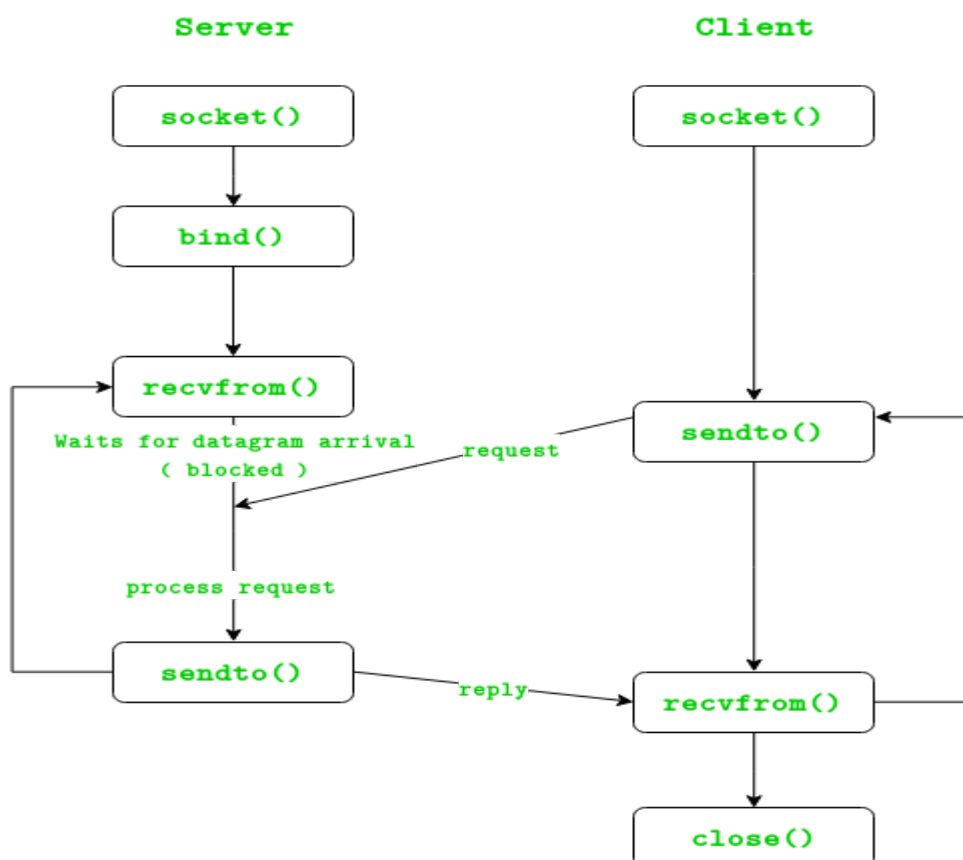 Server
Client
socket()
socket()
bind()
recvfrom()
Waits for datagram arrival
( blocked )
request
sendto()
process request
sendto()
reply
recvfrom()
close()